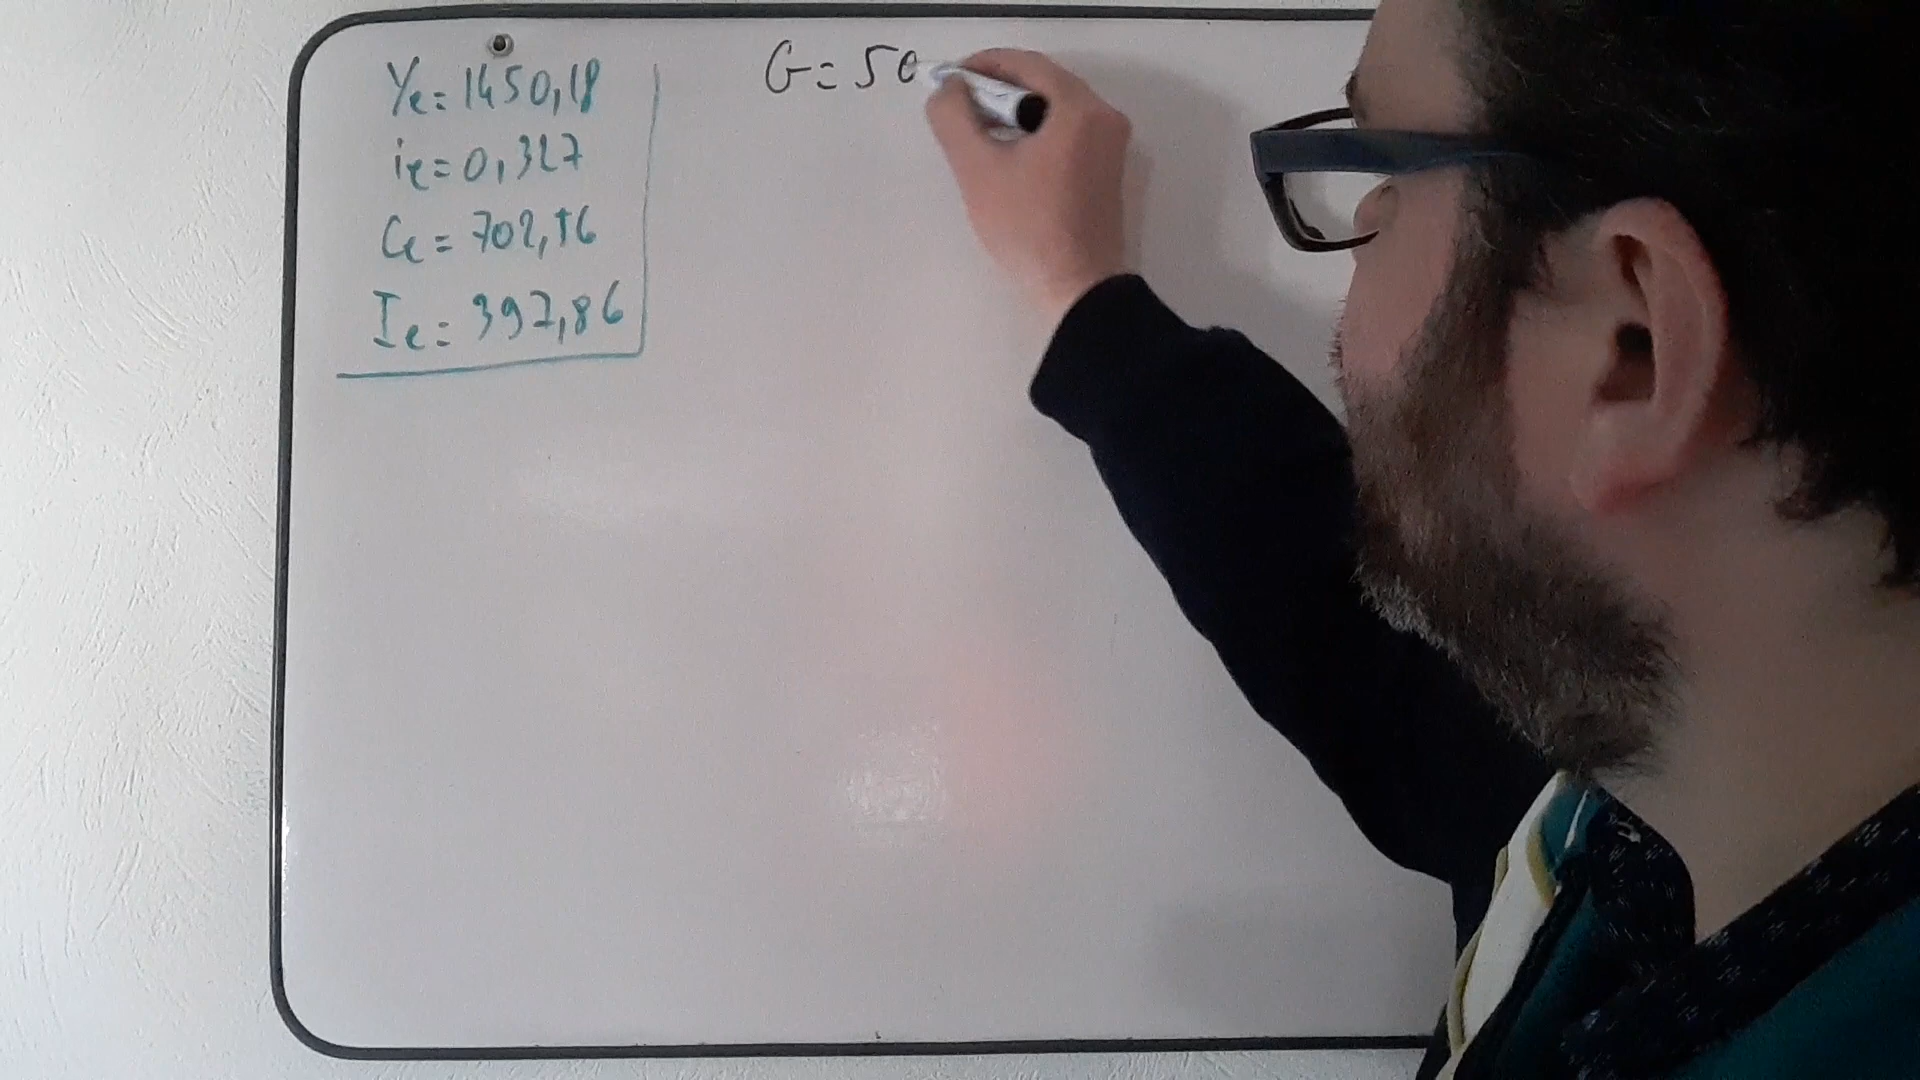 Ye = 1450,18
ie = 0,327
Ce = 702,16
Ie = 397,86
G = 50